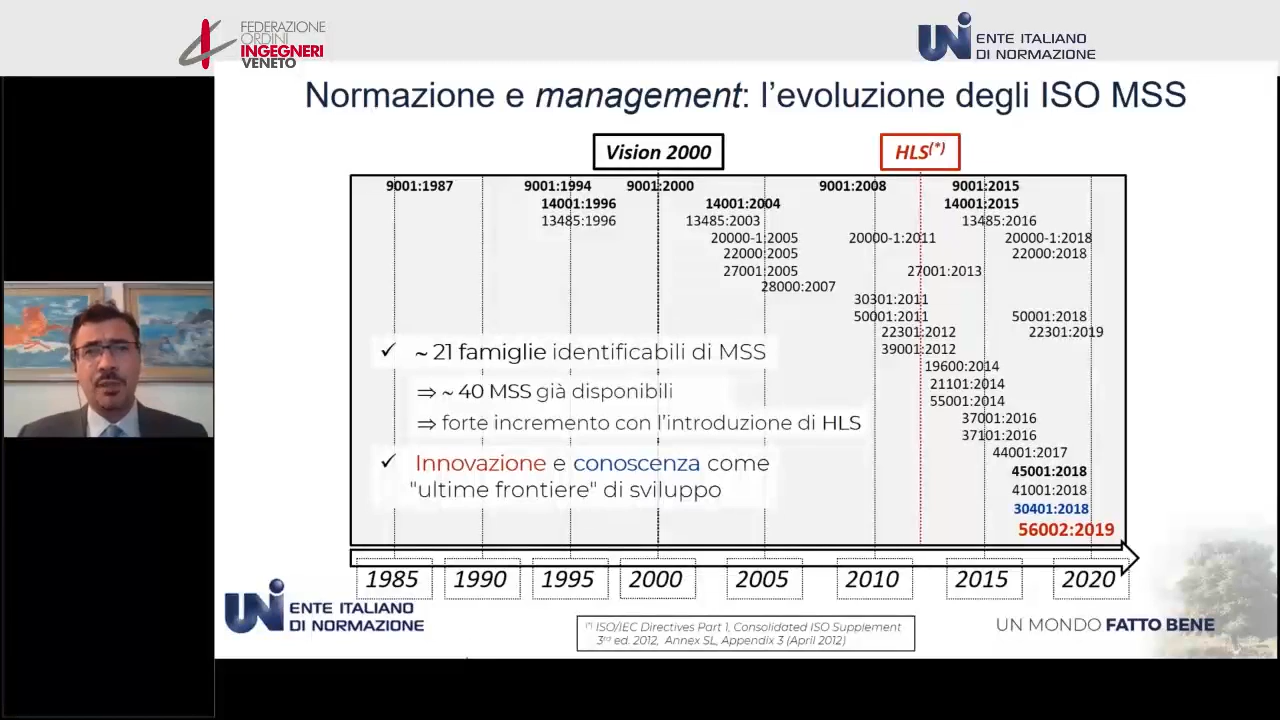 FEDERAZIONE
ORDINI
INGEGNERI
VENETO
UNI ENTE ITALIANO
DI NORMAZIONE
Normazione e management: l'evoluzione degli ISO MSS
Vision 2000
HLS(*)
9001:1987 9001:1994 9001:2000 9001:2008 9001:2015
14001:1996 14001:2004 14001:2015
13485:1996 13485:2003 13485:2016
20000-1:2005 20000-1:2011 20000-1:2018
22000:2005 22000:2018
27001:2005 27001:2013
28000:2007
30301:2011
50001:2011 50001:2018
22301:2012 22301:2019
39001:2012
19600:2014
21101:2014
55001:2014
37001:2016
37101:2016
44001:2017
45001:2018
41001:2018
30401:2018
56002:2019
✓ ~ 21 famiglie identificabili di MSS
⇒ ~ 40 MSS già disponibili
⇒ forte incremento con l'introduzione di HLS
✓ Innovazione e conoscenza come
"ultime frontiere" di sviluppo
1985 1990 1995 2000 2005 2010 2015 2020
UNI ENTE ITALIANO
DI NORMAZIONE
(*) ISO/IEC Directives Part 1, Consolidated ISO Supplement
3rd ed. 2012, Annex SL, Appendix 3 (April 2012)
UN MONDO FATTO BENE